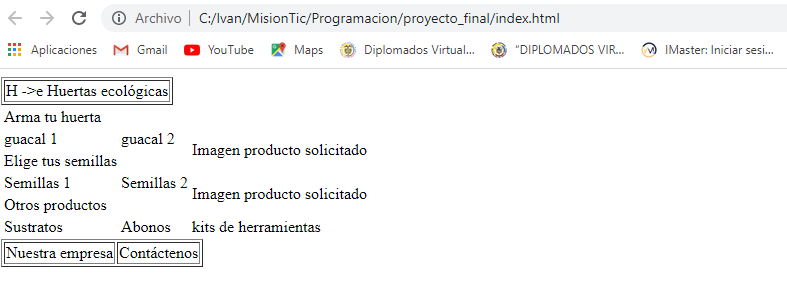 Archivo | C:/Ivan/MisionTic/Programacion/proyecto_final/index.html
Aplicaciones Gmail YouTube Maps Diplomados Virtual... "DIPLOMADOS VIR... IMaster: Iniciar sesi...
H ->e Huertas ecológicas
Arma tu huerta
guacal 1 guacal 2
Imagen producto solicitado
Elige tus semillas
Semillas 1 Semillas 2
Imagen producto solicitado
Otros productos
Sustratos Abonos kits de herramientas
Nuestra empresa Contáctenos